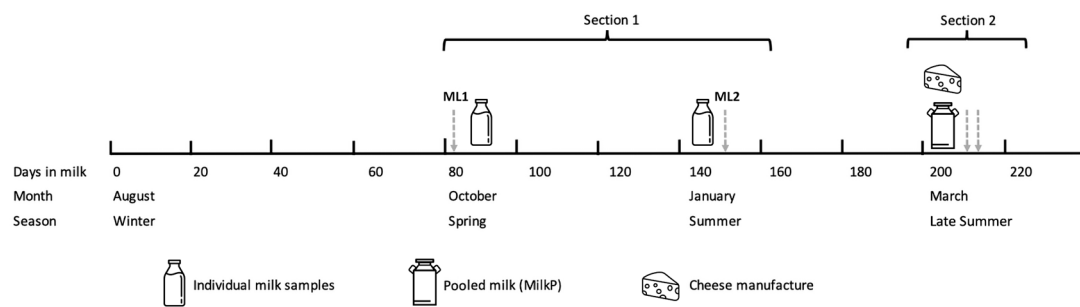 Section 1
Section 2
ML1
ML2
Days in milk 0 20 40 60 80 100 120 140 160 180 200 220
Month August October January March
Season Winter Spring Summer Late Summer
Individual milk samples Pooled milk (MilkP) Cheese manufacture